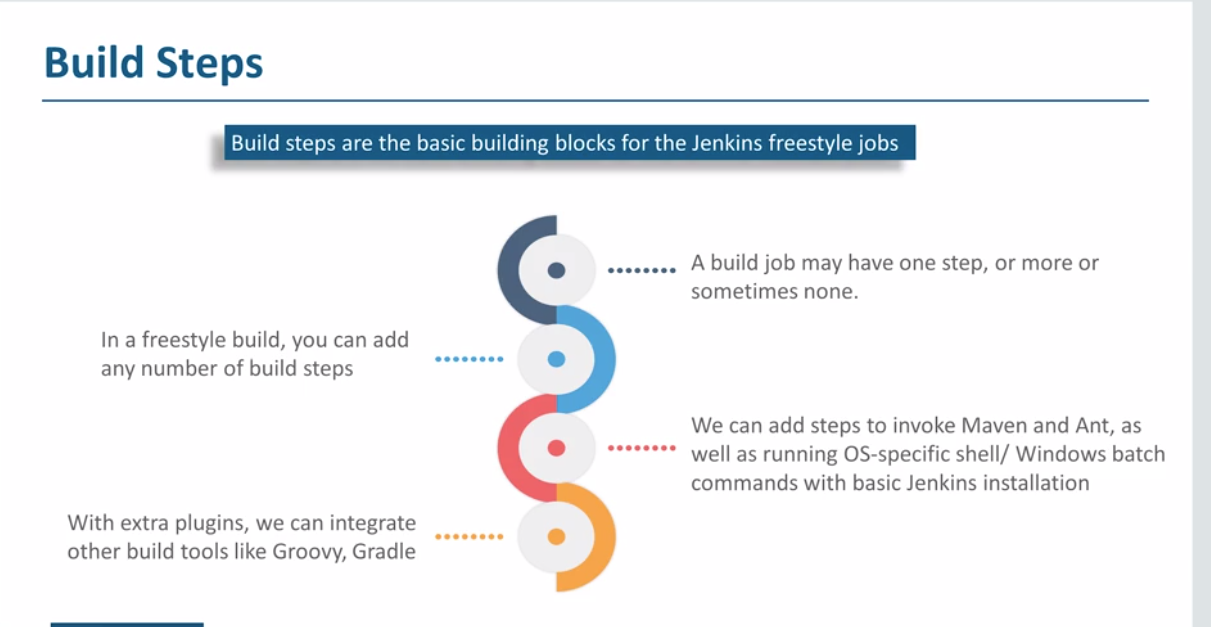 Build Steps
Build steps are the basic building blocks for the Jenkins freestyle jobs
A build job may have one step, or more or
sometimes none.
In a freestyle build, you can add
any number of build steps
We can add steps to invoke Maven and Ant, as
well as running OS-specific shell/ Windows batch
commands with basic Jenkins installation
With extra plugins, we can integrate
other build tools like Groovy, Gradle